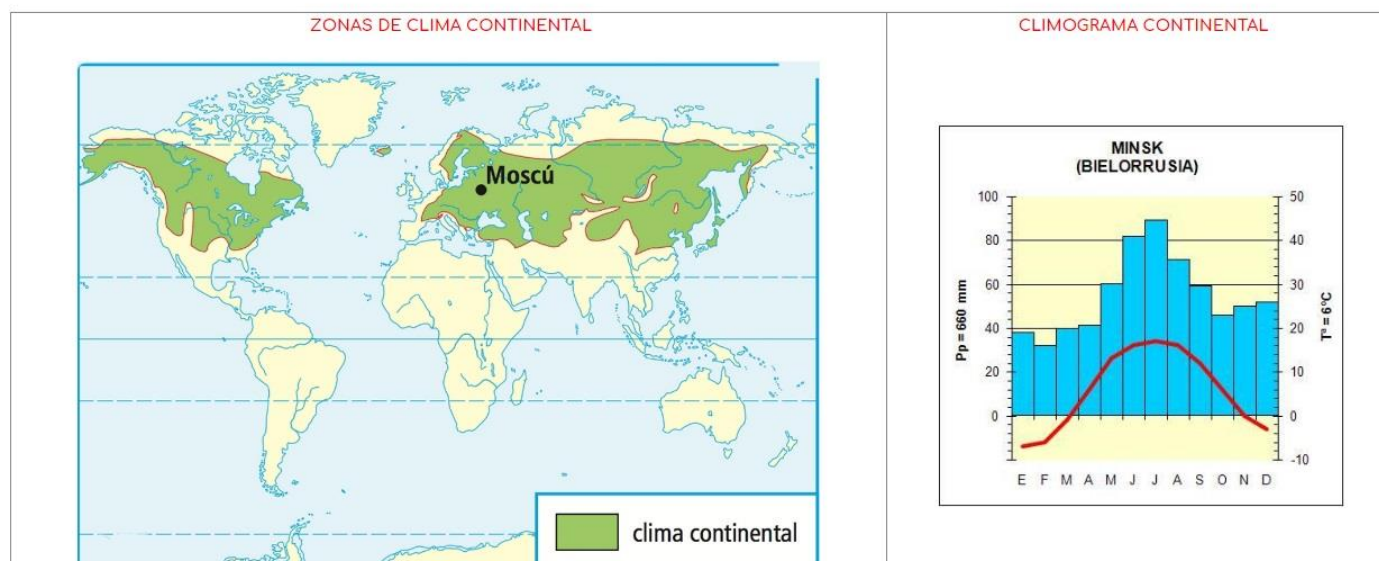 ZONAS DE CLIMA CONTINENTAL
Moscú
clima continental
CLIMOGRAMA CONTINENTAL
MINSK
(BIELORRUSIA)
100
80
60
40
20
0
Pp = 660 mm
50
40
30
20
10
0
-10
Tª = 6ºC
E F M A M J J A S O N D